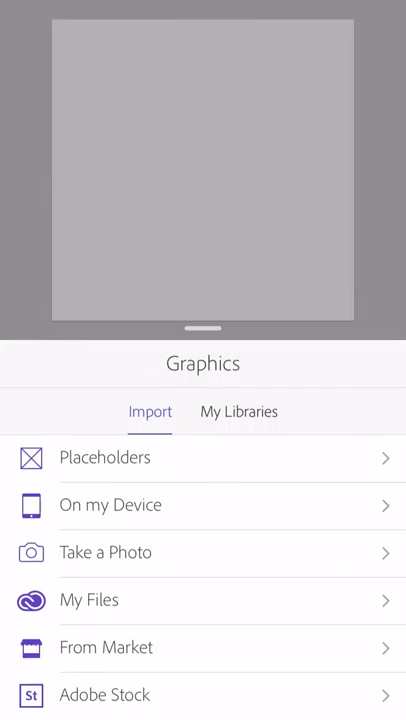 Graphics
Import My Libraries
Placeholders
On my Device
Take a Photo
My Files
From Market
St Adobe Stock